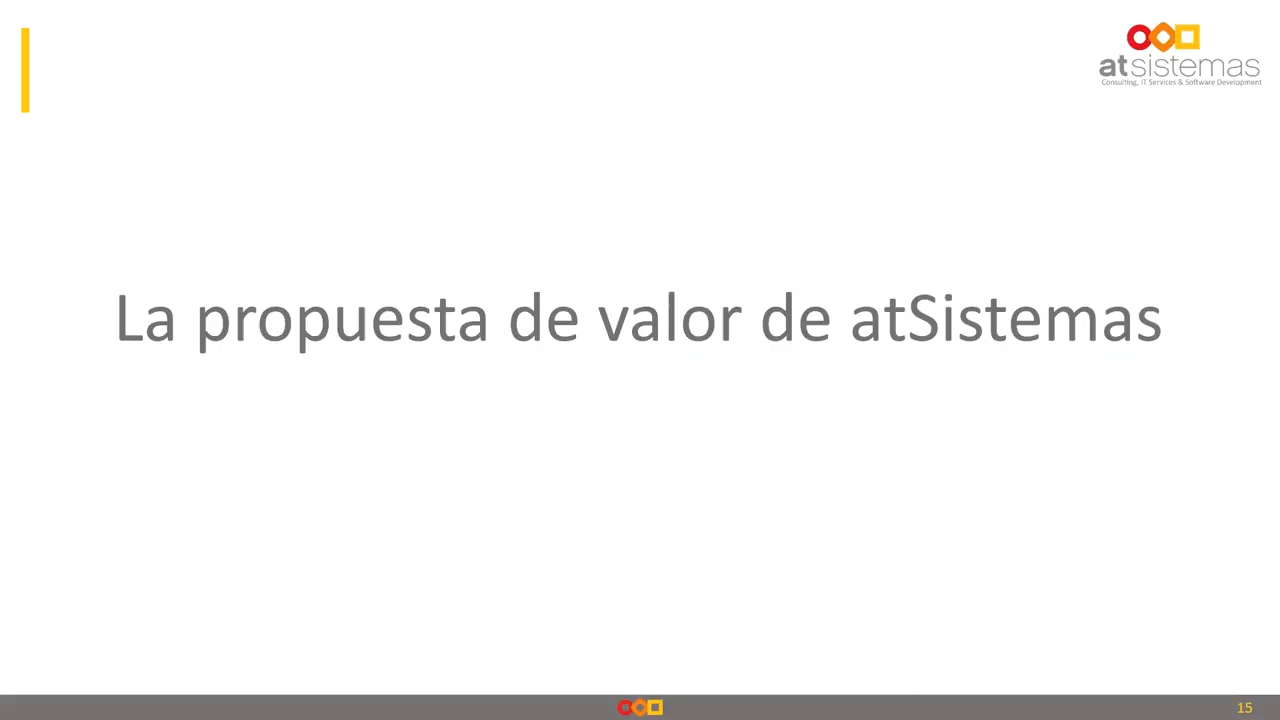 atsistemas
Consulting, IT Services & Software Development
La propuesta de valor de atSistemas
15